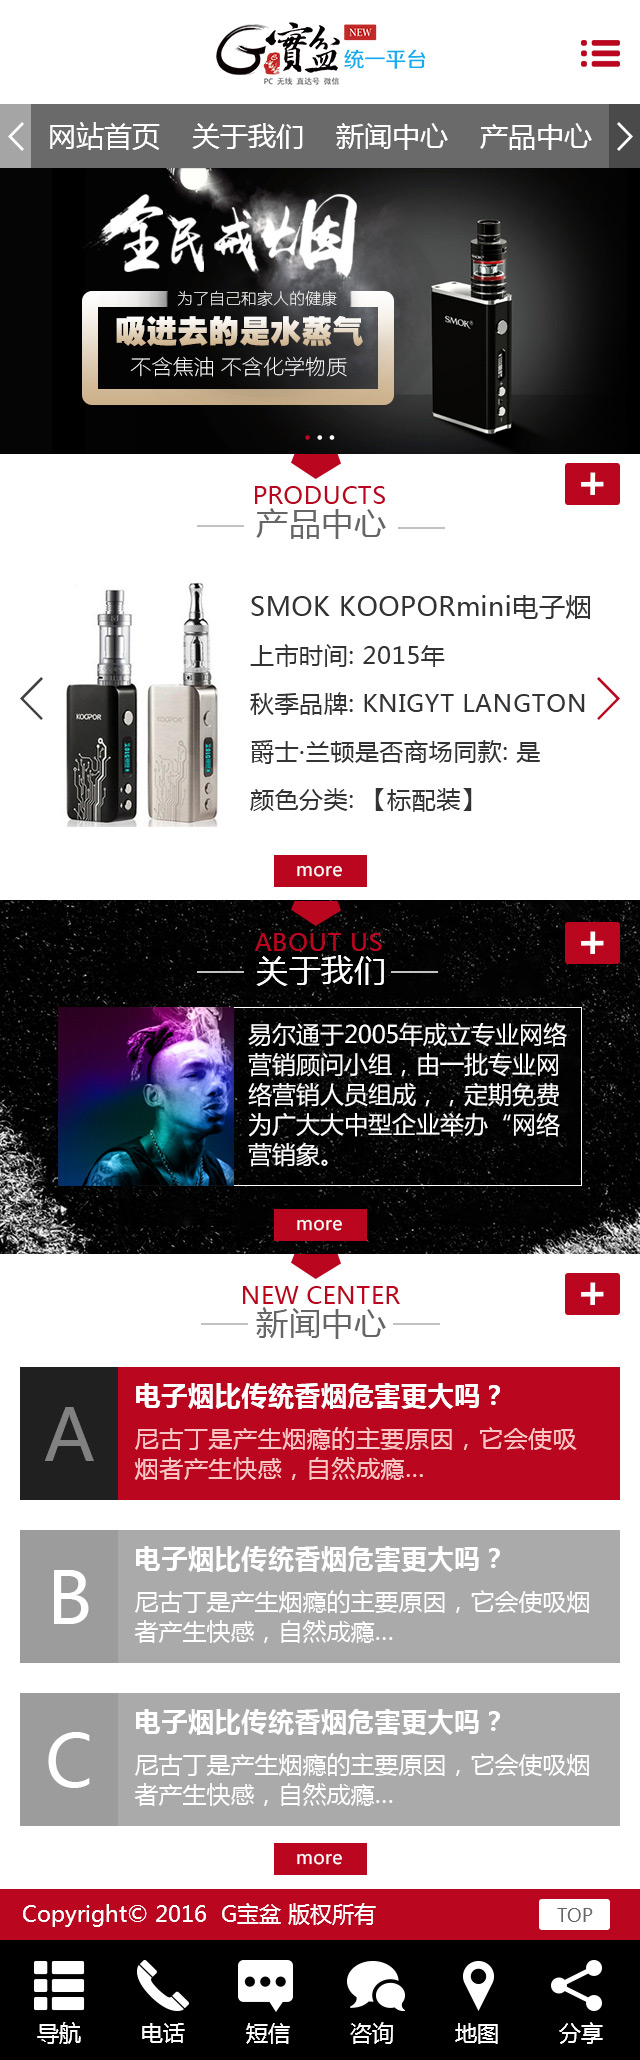 G寶盆 NEW
统一平台
PC 无线 直达号 微信
网站首页 关于我们 新闻中心 产品中心
全民戒烟
为了自己和家人的健康
吸进去的是水蒸气
不含焦油 不含化学物质
SMOK
PRODUCTS
产品中心
SMOK KOOPORmini电子烟
上市时间: 2015年
秋季品牌: KNIGYT LANGTON
爵士·兰顿是否商场同款: 是
颜色分类: 【标配装】
KOOPOR
more
ABOUT US
关于我们
易尔通于2005年成立专业网络
营销顾问小组，由一批专业网
络营销人员组成，，定期免费
为广大大中型企业举办“网络
营销象。
more
NEW CENTER
新闻中心
A
电子烟比传统香烟危害更大吗？
尼古丁是产生烟瘾的主要原因，它会使吸
烟者产生快感，自然成瘾...
B
电子烟比传统香烟危害更大吗？
尼古丁是产生烟瘾的主要原因，它会使吸烟
者产生快感，自然成瘾...
C
电子烟比传统香烟危害更大吗？
尼古丁是产生烟瘾的主要原因，它会使吸烟
者产生快感，自然成瘾...
more
Copyright© 2016 G宝盆 版权所有 TOP
导航 电话 短信 咨询 地图 分享